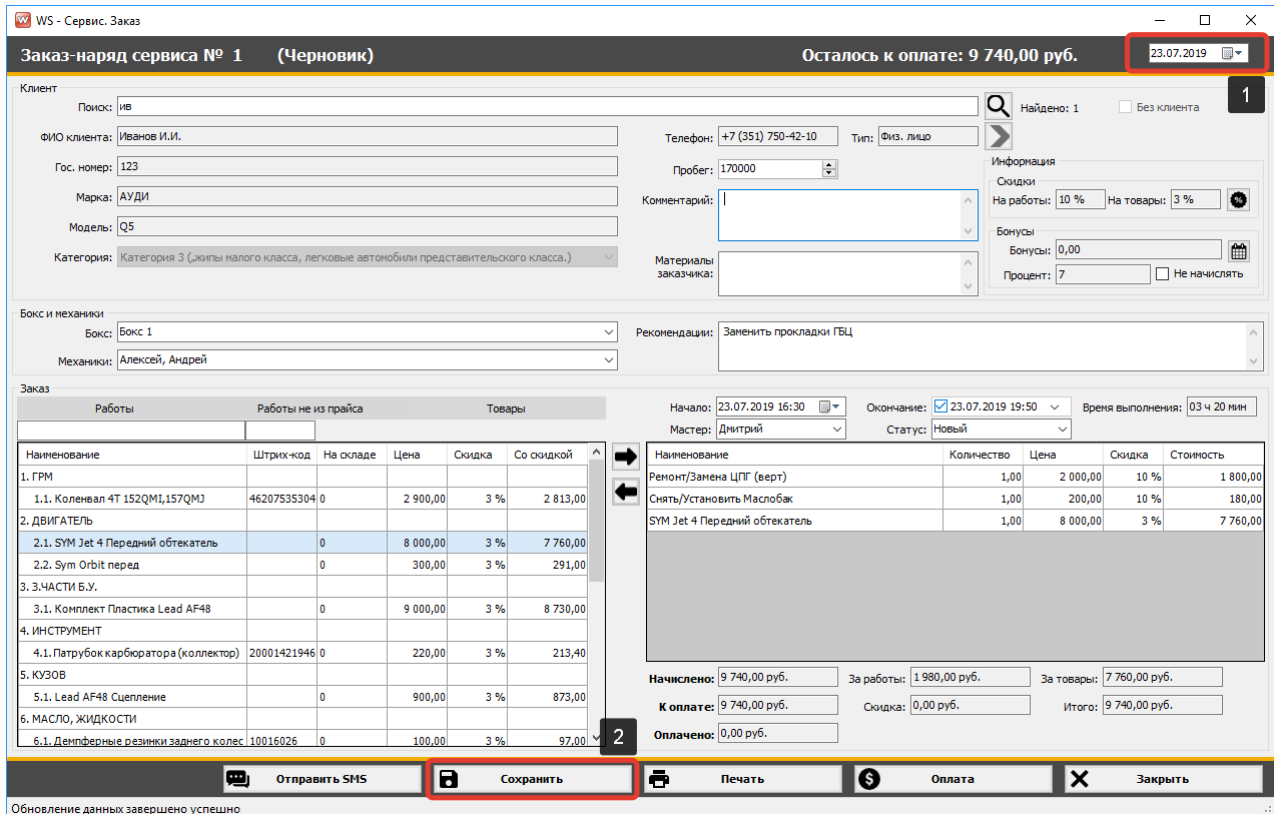 WS - Сервис. Заказ
Заказ-наряд сервиса № 1 (Черновик) Осталось к оплате: 9 740,00 руб. 23.07.2019
1
Клиент
Поиск: ив Найдено: 1 Без клиента
ФИО клиента: Иванов И.И. Телефон: +7 (351) 750-42-10 Тип: Физ. лицо
Гос. номер: 123 Пробег: 170000 Информация
Скидки
Марка: АУДИ Комментарий: На работы: 10 % На товары: 3 %
Модель: Q5 Бонусы
Бонусы: 0,00
Категория: Категория 3 (джипы малого класса, легковые автомобили представительского класса.) Материалы заказчика: Процент: 7 Не начислять
Бокс и механики
Бокс: Бокс 1 Рекомендации: Заменить прокладки ГБЦ
Механики: Алексей, Андрей
Заказ
Работы Работы не из прайса Товары Начало: 23.07.2019 16:30 Окончание: 23.07.2019 19:50 Время выполнения: 03 ч 20 мин
Мастер: Дмитрий Статус: Новый
Наименование Штрих-код На складе Цена Скидка Со скидкой
1. ГРМ
1.1. Коленвал 4Т 152QMI,157QMJ 46207535304 0 2 900,00 3 % 2 813,00
2. ДВИГАТЕЛЬ
2.1. SYM Jet 4 Передний обтекатель 0 8 000,00 3 % 7 760,00
2.2. Sym Orbit перед 0 300,00 3 % 291,00
3. З.ЧАСТИ Б.У.
3.1. Комплект Пластика Lead AF48 0 9 000,00 3 % 8 730,00
4. ИНСТРУМЕНТ
4.1. Патрубок карбюратора (коллектор) 20001421946 0 220,00 3 % 213,40
5. КУЗОВ
5.1. Lead AF48 Сцепление 0 900,00 3 % 873,00
6. МАСЛО, ЖИДКОСТИ
6.1. Демпферные резинки заднего колес 10016026 0 100,00 3 % 97,00
Наименование Количество Цена Скидка Стоимость
Ремонт/Замена ЦПГ (верт) 1,00 2 000,00 10 % 1 800,00
Снять/Установить Маслобак 1,00 200,00 10 % 180,00
SYM Jet 4 Передний обтекатель 1,00 8 000,00 3 % 7 760,00
Начислено: 9 740,00 руб. За работы: 1 980,00 руб. За товары: 7 760,00 руб.
К оплате: 9 740,00 руб. Скидка: 0,00 руб. Итого: 9 740,00 руб.
Оплачено: 0,00 руб.
2
Отправить SMS Сохранить Печать Оплата Закрыть
Обновление данных завершено успешно